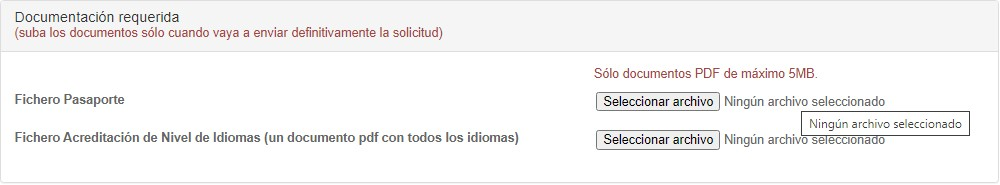 Documentación requerida
(suba los documentos sólo cuando vaya a enviar definitivamente la solicitud)
Sólo documentos PDF de máximo 5MB.
Fichero Pasaporte Seleccionar archivo Ningún archivo seleccionado
Ningún archivo seleccionado
Fichero Acreditación de Nivel de Idiomas (un documento pdf con todos los idiomas) Seleccionar archivo Ningún archivo seleccionado